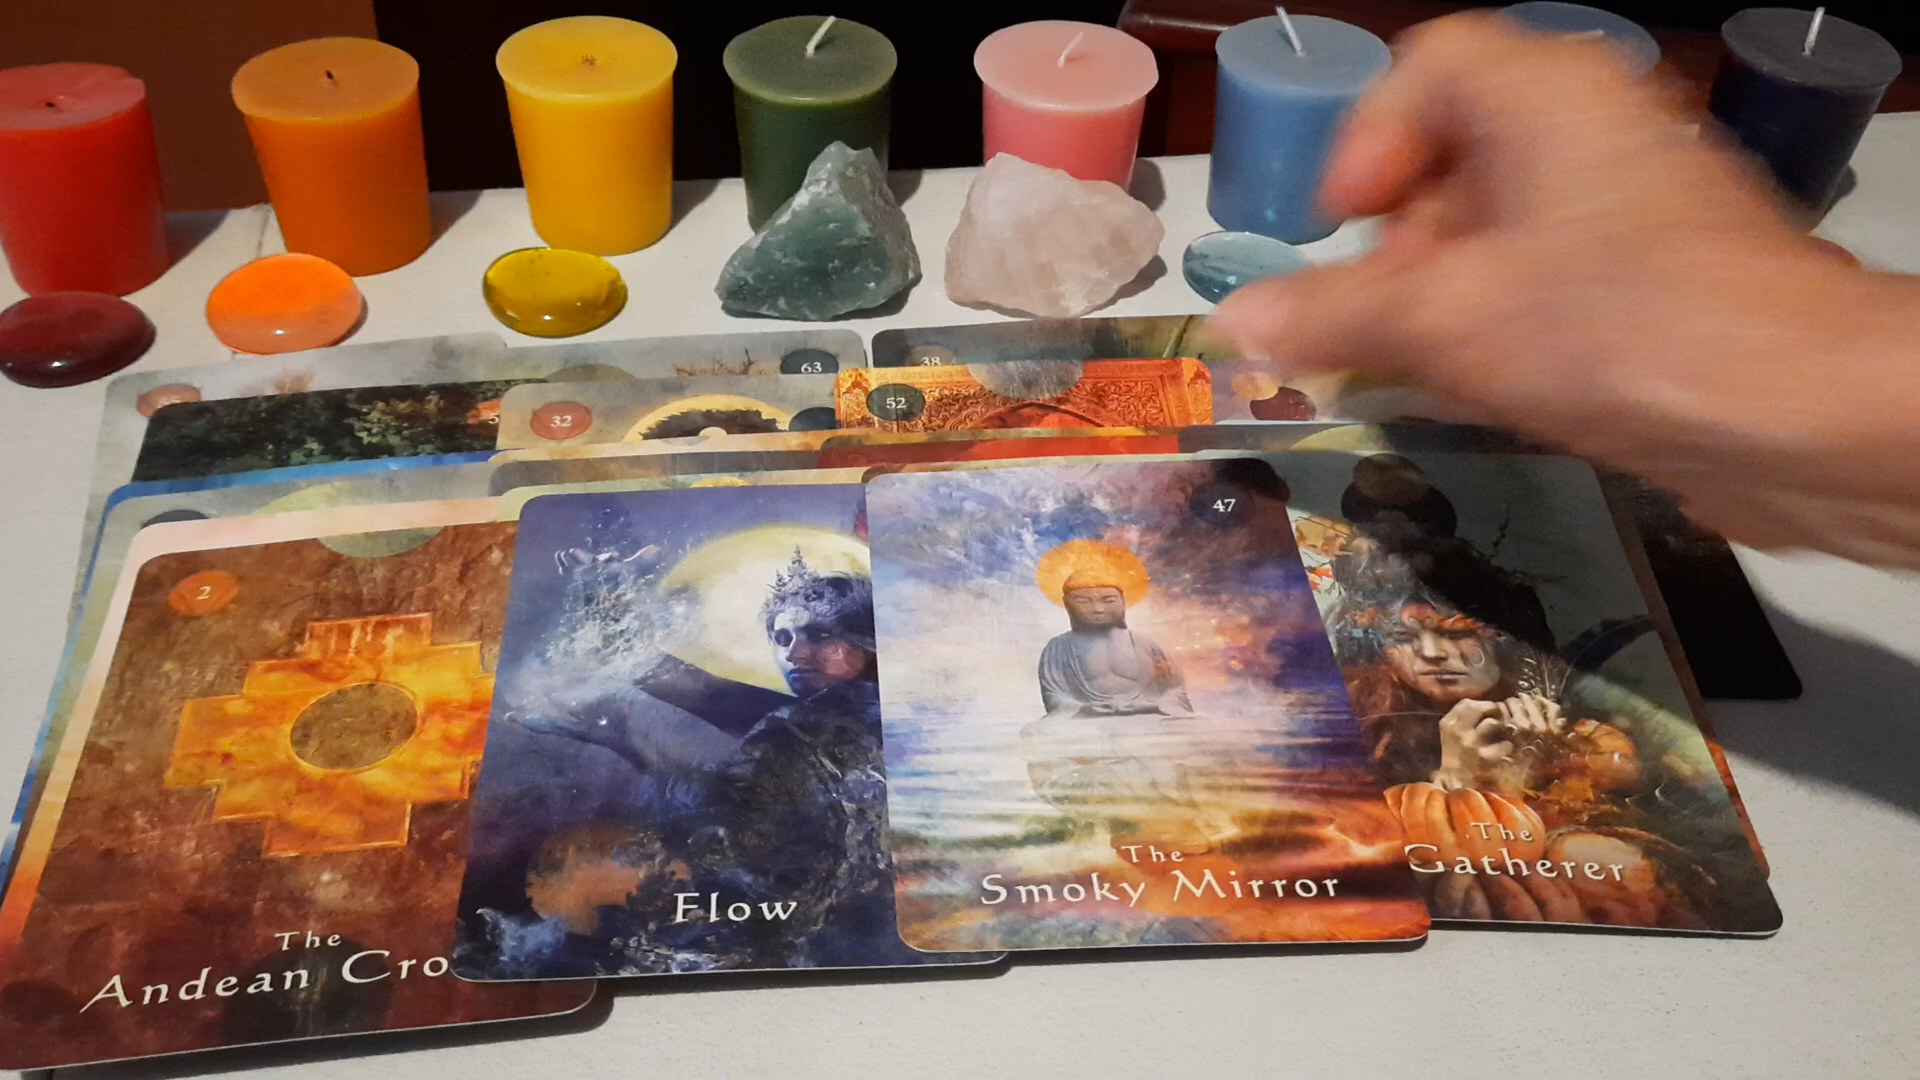 63
38
32
52
47
2
The
Andean Cro
Flow
The
Smoky Mirror
The
Gatherer